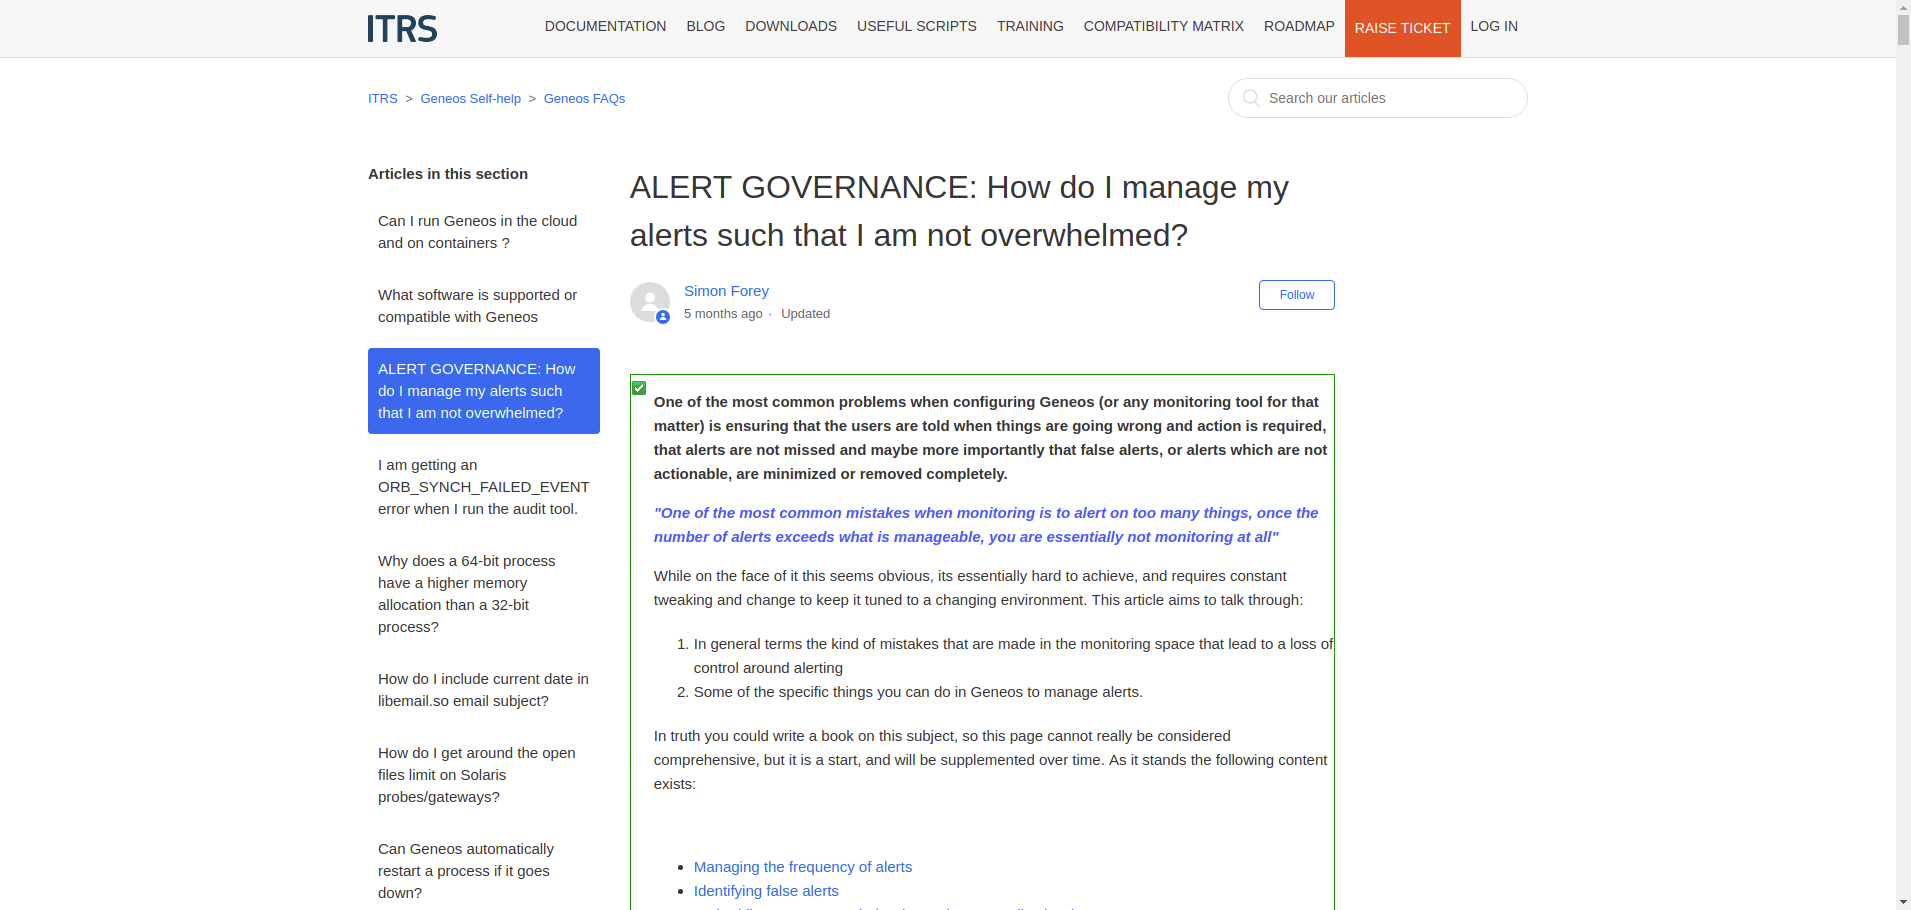 ITRS
DOCUMENTATION BLOG DOWNLOADS USEFUL SCRIPTS TRAINING COMPATIBILITY MATRIX ROADMAP RAISE TICKET LOG IN
ITRS > Geneos Self-help > Geneos FAQs
Search our articles
Articles in this section
Can I run Geneos in the cloud
and on containers ?
What software is supported or
compatible with Geneos
ALERT GOVERNANCE: How
do I manage my alerts such
that I am not overwhelmed?
I am getting an
ORB_SYNCH_FAILED_EVENT
error when I run the audit tool.
Why does a 64-bit process
have a higher memory
allocation than a 32-bit
process?
How do I include current date in
libemail.so email subject?
How do I get around the open
files limit on Solaris
probes/gateways?
Can Geneos automatically
restart a process if it goes
down?
ALERT GOVERNANCE: How do I manage my
alerts such that I am not overwhelmed?
Simon Forey
5 months ago · Updated
Follow
One of the most common problems when configuring Geneos (or any monitoring tool for that
matter) is ensuring that the users are told when things are going wrong and action is required,
that alerts are not missed and maybe more importantly that false alerts, or alerts which are not
actionable, are minimized or removed completely.
"One of the most common mistakes when monitoring is to alert on too many things, once the
number of alerts exceeds what is manageable, you are essentially not monitoring at all"
While on the face of it this seems obvious, its essentially hard to achieve, and requires constant
tweaking and change to keep it tuned to a changing environment. This article aims to talk through:
1. In general terms the kind of mistakes that are made in the monitoring space that lead to a loss of
control around alerting
2. Some of the specific things you can do in Geneos to manage alerts.
In truth you could write a book on this subject, so this page cannot really be considered
comprehensive, but it is a start, and will be supplemented over time. As it stands the following content
exists:
• Managing the frequency of alerts
• Identifying false alerts